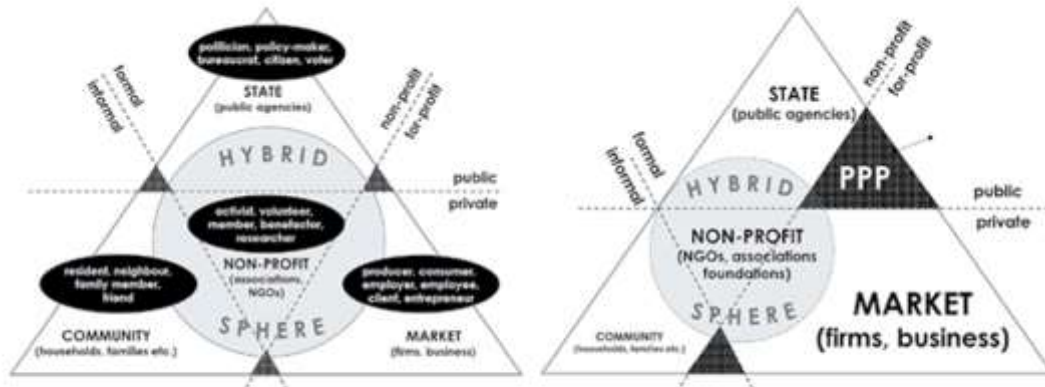 politician, policy-maker,
bureaucrat, citizen, voter
STATE
(public agencies)
formal
informal
non-profit
for-profit
HYBRID
public
private
activist, volunteer,
member, benefactor,
researcher
NON-PROFIT
(associations,
NGOs)
resident, neighbour,
family member,
friend
producer, consumer,
employer, employee,
client, entrepreneur
SPHERE
COMMUNITY
(households, families etc.)
MARKET
(firms, business)
non-profit
for-profit
STATE
(public agencies)
formal
informal
HYBRID
PPP
public
private
NON-PROFIT
(NGOs, associations
foundations)
SPHERE
MARKET
(firms, business)
COMMUNITY
(households, families etc.)